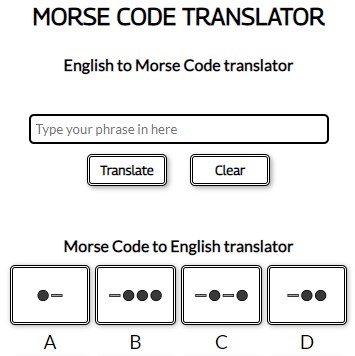 MORSE CODE TRANSLATOR
English to Morse Code translator
Type your phrase in here
Translate Clear
Morse Code to English translator
A B C D